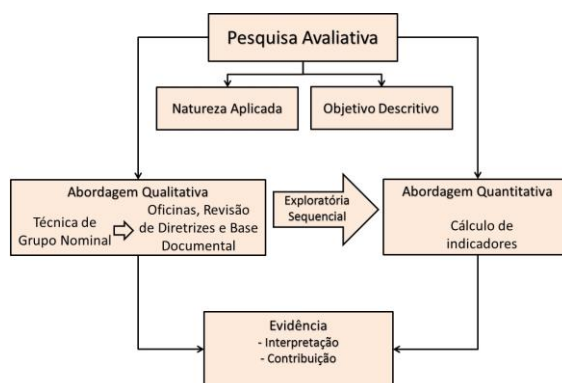 Pesquisa Avaliativa
Natureza Aplicada
Objetivo Descritivo
Abordagem Qualitativa
Técnica de
Grupo Nominal
Oficinas, Revisão
de Diretrizes e Base
Documental
Exploratória
Sequencial
Abordagem Quantitativa
Cálculo de
indicadores
Evidência
- Interpretação
- Contribuição